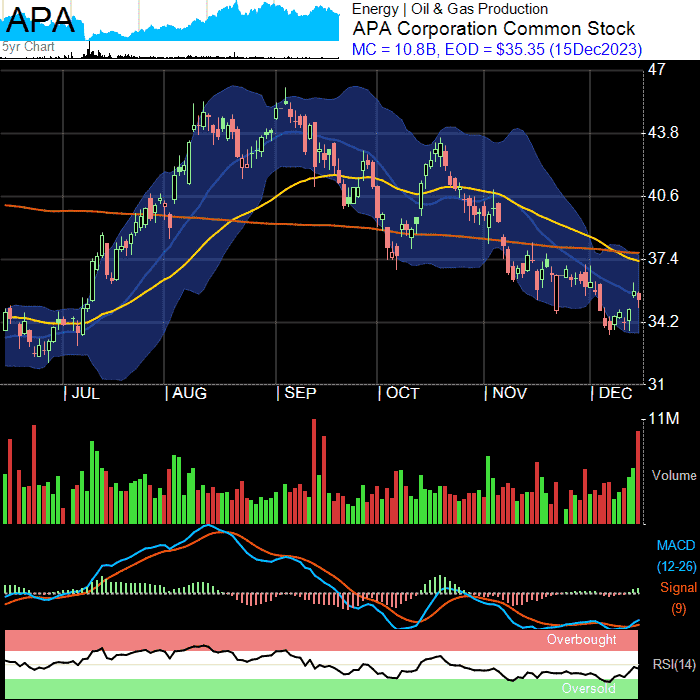 APA
5yr Chart
Energy | Oil & Gas Production
APA Corporation Common Stock
MC = 10.8B, EOD = $35.35 (15Dec2023)
47
43.8
40.6
37.4
34.2
31
| JUL | AUG | SEP | OCT | NOV | DEC
11M
Volume
MACD
(12-26)
Signal
(9)
Overbought
RSI(14)
Oversold